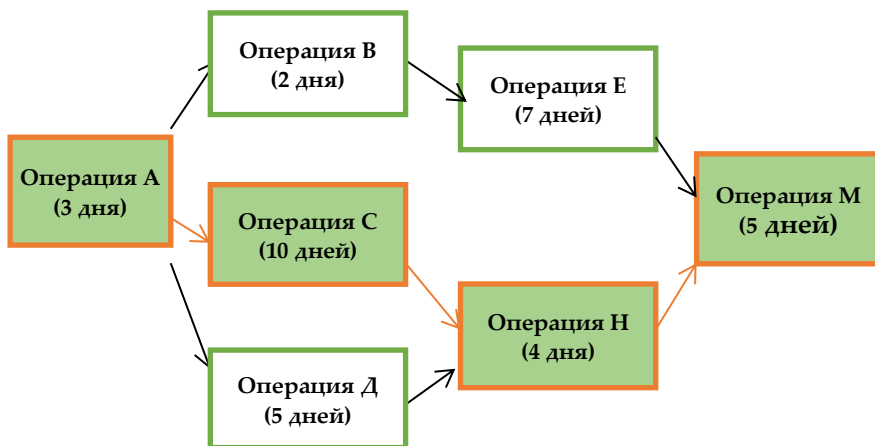 Операция В
(2 дня)
Операция Е
(7 дней)
Операция А
(3 дня)
Операция С
(10 дней)
Операция М
(5 дней)
Операция Н
(4 дня)
Операция Д
(5 дней)